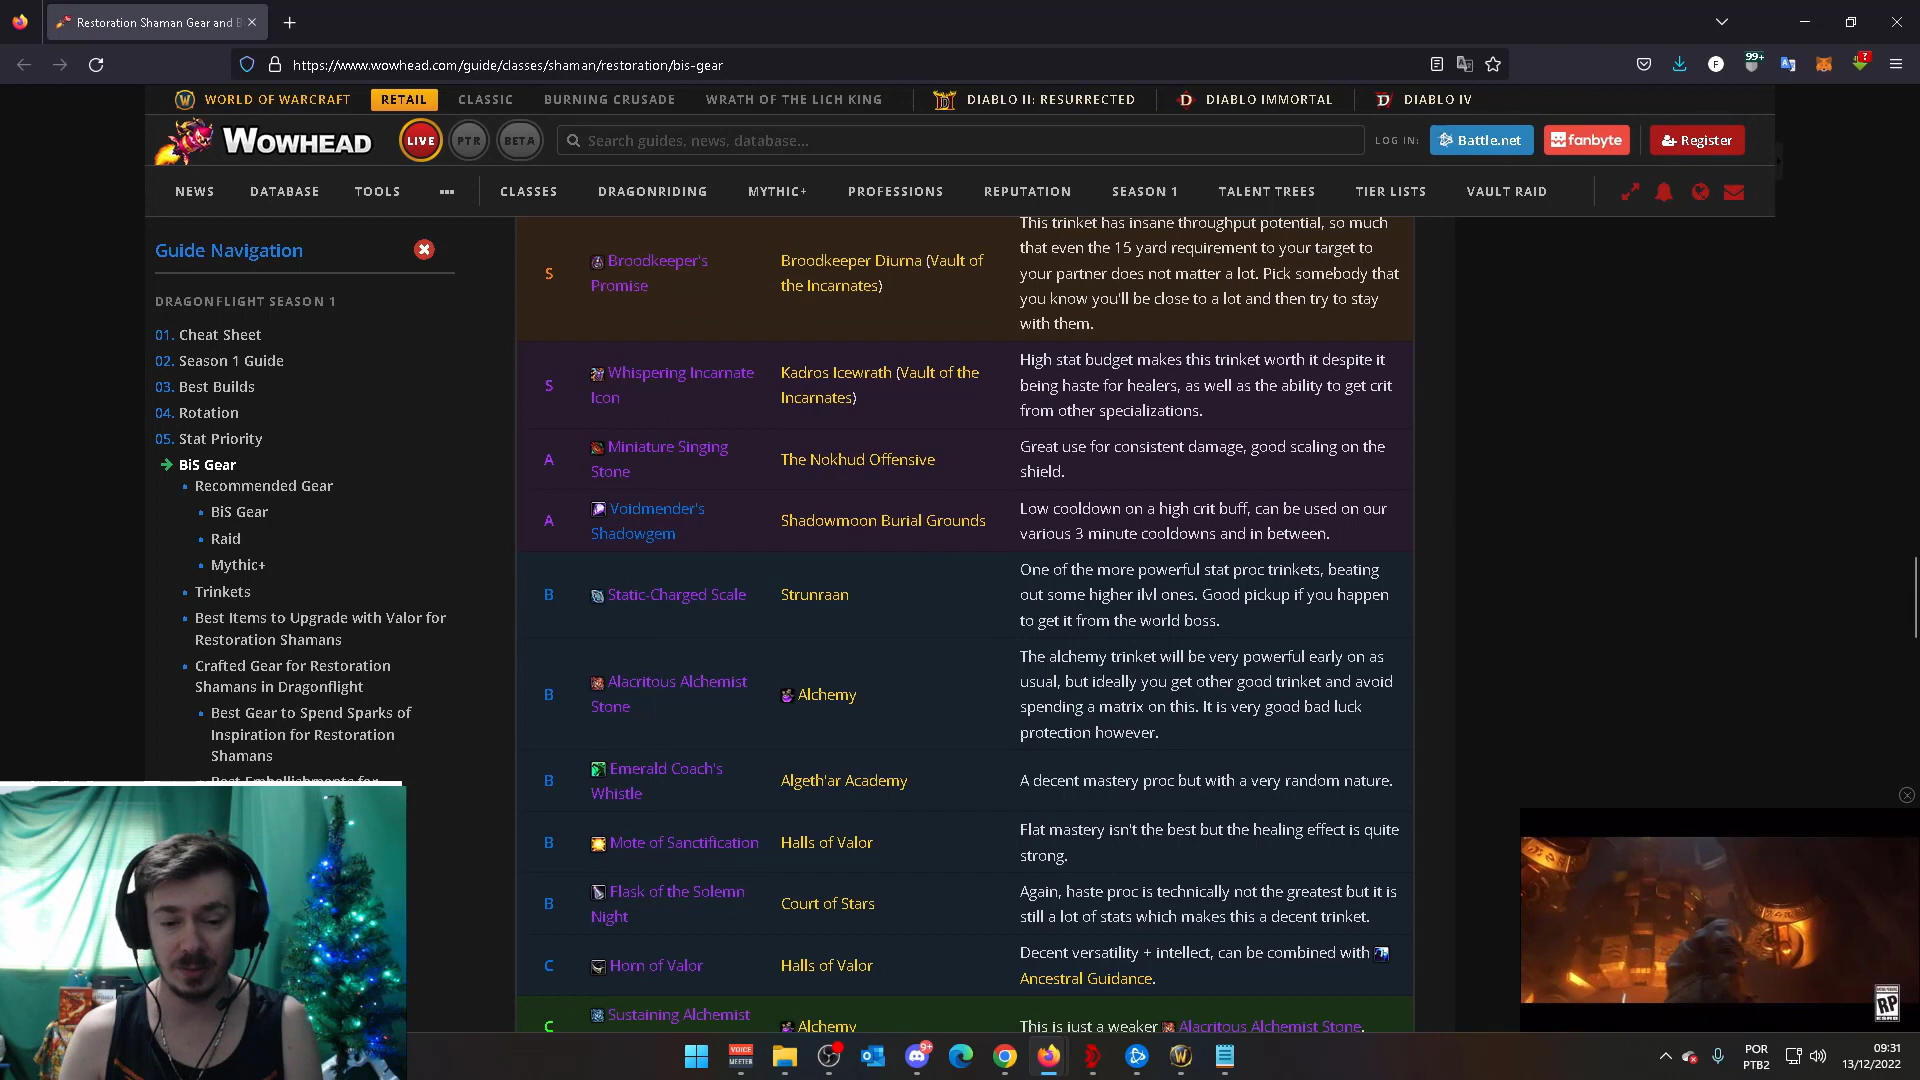 Restoration Shaman Gear and B
https://www.wowhead.com/guide/classes/shaman/restoration/bis-gear
99+
?
WORLD OF WARCRAFT
RETAIL
CLASSIC
BURNING CRUSADE
WRATH OF THE LICH KING
DIABLO II: RESURRECTED
DIABLO IMMORTAL
DIABLO IV
WOWHEAD
LIVE
PTR
BETA
Search guides, news, database...
LOG IN:
Battle.net
fanbyte
Register
NEWS
DATABASE
TOOLS
CLASSES
DRAGONRIDING
MYTHIC+
PROFESSIONS
REPUTATION
SEASON 1
TALENT TREES
TIER LISTS
VAULT RAID
Guide Navigation
DRAGONFLIGHT SEASON 1
01. Cheat Sheet
02. Season 1 Guide
03. Best Builds
04. Rotation
05. Stat Priority
BiS Gear
Recommended Gear
BiS Gear
Raid
Mythic+
Trinkets
Best Items to Upgrade with Valor for
Restoration Shamans
Crafted Gear for Restoration
Shamans in Dragonflight
Best Gear to Spend Sparks of
Inspiration for Restoration
Shamans
Best Embellishments for
S
Broodkeeper's
Promise
Broodkeeper Diurna (Vault of
the Incarnates)
This trinket has insane throughput potential, so much
that even the 15 yard requirement to your target to
your partner does not matter a lot. Pick somebody that
you know you'll be close to a lot and then try to stay
with them.
S
Whispering Incarnate
Icon
Kadros Icewrath (Vault of the
Incarnates)
High stat budget makes this trinket worth it despite it
being haste for healers, as well as the ability to get crit
from other specializations.
A
Miniature Singing
Stone
The Nokhud Offensive
Great use for consistent damage, good scaling on the
shield.
A
Voidmender's
Shadowgem
Shadowmoon Burial Grounds
Low cooldown on a high crit buff, can be used on our
various 3 minute cooldowns and in between.
B
Static-Charged Scale
Strunraan
One of the more powerful stat proc trinkets, beating
out some higher ilvl ones. Good pickup if you happen
to get it from the world boss.
B
Alacritous Alchemist
Stone
Alchemy
The alchemy trinket will be very powerful early on as
usual, but ideally you get other good trinket and avoid
spending a matrix on this. It is very good bad luck
protection however.
B
Emerald Coach's
Whistle
Algeth'ar Academy
A decent mastery proc but with a very random nature.
B
Mote of Sanctification
Halls of Valor
Flat mastery isn't the best but the healing effect is quite
strong.
B
Flask of the Solemn
Night
Court of Stars
Again, haste proc is technically not the greatest but it is
still a lot of stats which makes this a decent trinket.
C
Horn of Valor
Halls of Valor
Decent versatility + intellect, can be combined with
Ancestral Guidance.
C
Sustaining Alchemist
Alchemy
This is just a weaker Alacritous Alchemist Stone.
RP
VOICE
MEETER
9+
POR
PTB2
09:31
13/12/2022